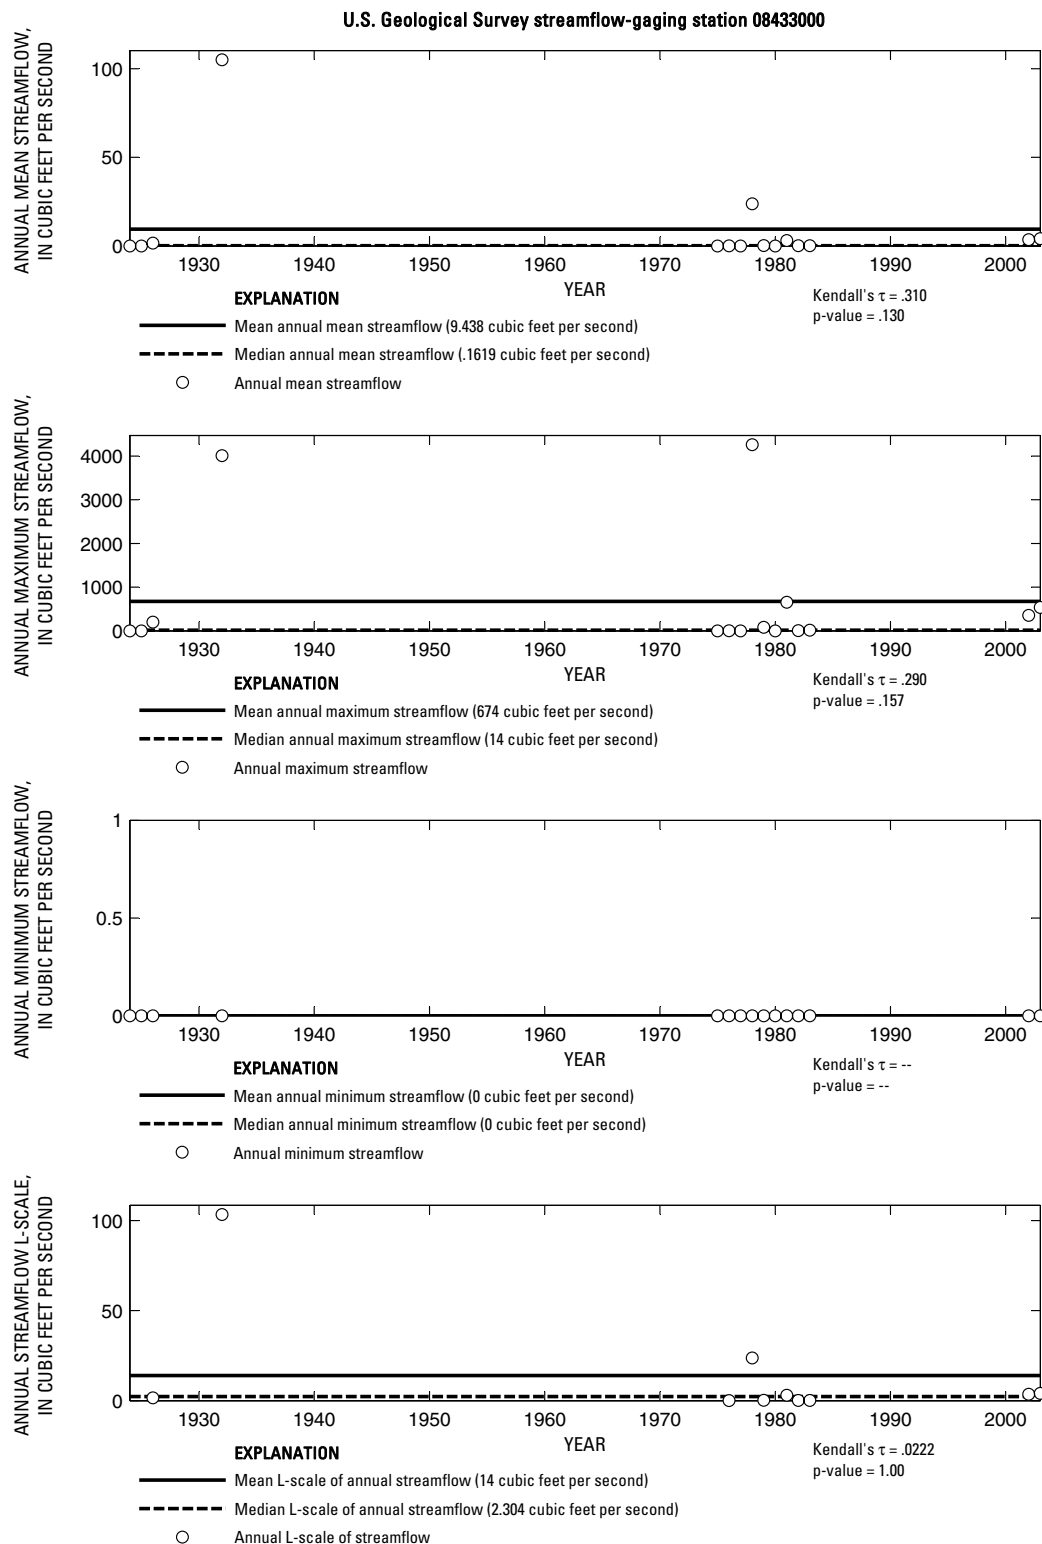 U.S. Geological Survey streamflow-gaging station 08433000
ANNUAL MEAN STREAMFLOW,
IN CUBIC FEET PER SECOND
100
50
0
1930 1940 1950 1960 1970 1980 1990 2000
YEAR
Kendall's τ = .310
p-value = .130
EXPLANATION
Mean annual mean streamflow (9.438 cubic feet per second)
Median annual mean streamflow (.1619 cubic feet per second)
Annual mean streamflow
ANNUAL MAXIMUM STREAMFLOW,
IN CUBIC FEET PER SECOND
4000
3000
2000
1000
0
1930 1940 1950 1960 1970 1980 1990 2000
YEAR
Kendall's τ = .290
p-value = .157
EXPLANATION
Mean annual maximum streamflow (674 cubic feet per second)
Median annual maximum streamflow (14 cubic feet per second)
Annual maximum streamflow
ANNUAL MINIMUM STREAMFLOW,
IN CUBIC FEET PER SECOND
1
0.5
0
1930 1940 1950 1960 1970 1980 1990 2000
YEAR
Kendall's τ = --
p-value = --
EXPLANATION
Mean annual minimum streamflow (0 cubic feet per second)
Median annual minimum streamflow (0 cubic feet per second)
Annual minimum streamflow
ANNUAL STREAMFLOW L-SCALE,
IN CUBIC FEET PER SECOND
100
50
0
1930 1940 1950 1960 1970 1980 1990 2000
YEAR
Kendall's τ = .0222
p-value = 1.00
EXPLANATION
Mean L-scale of annual streamflow (14 cubic feet per second)
Median L-scale of annual streamflow (2.304 cubic feet per second)
Annual L-scale of streamflow